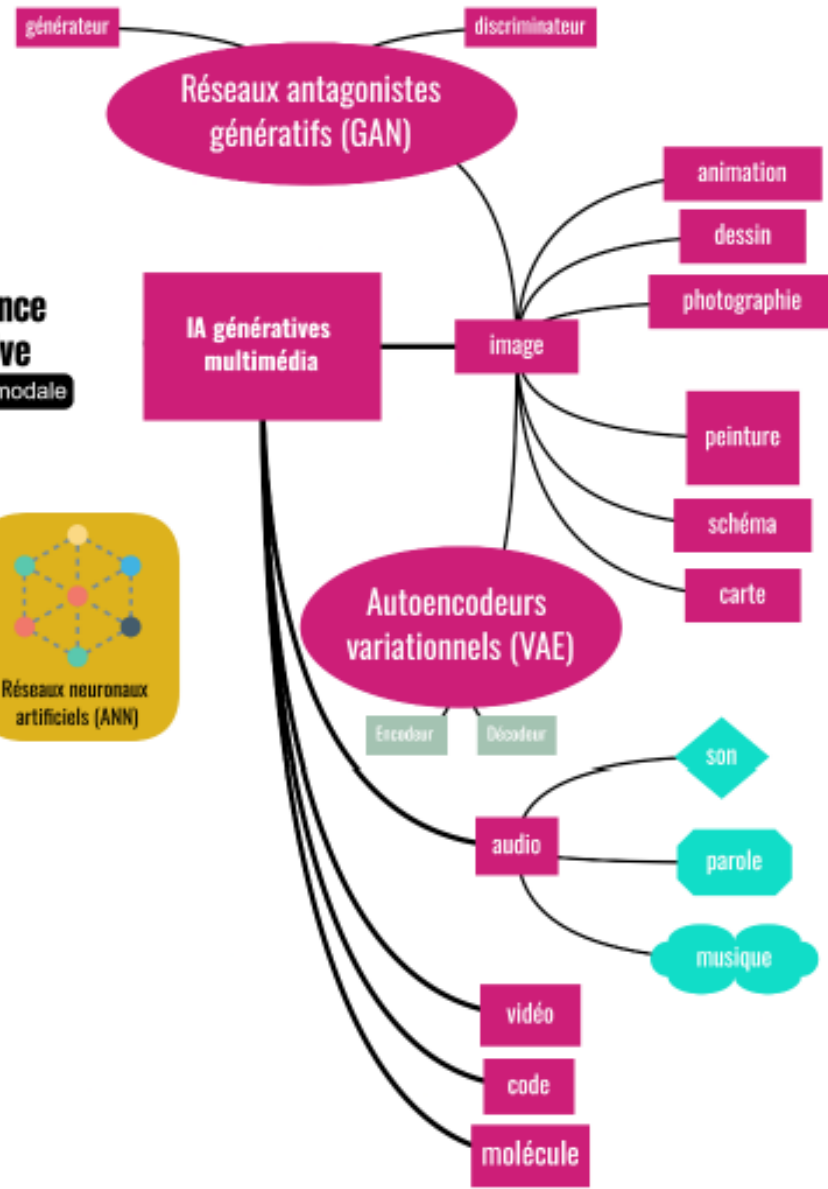 générateur
discriminateur
Réseaux antagonistes
génératifs (GAN)
animation
dessin
photographie
IA génératives
multimédia
image
nce
ve
modale
peinture
schéma
carte
Réseaux neuronaux
artificiels (ANN)
Autoencodeurs
variationnels (VAE)
Encodeur
Décodeur
son
audio
parole
musique
vidéo
code
molécule